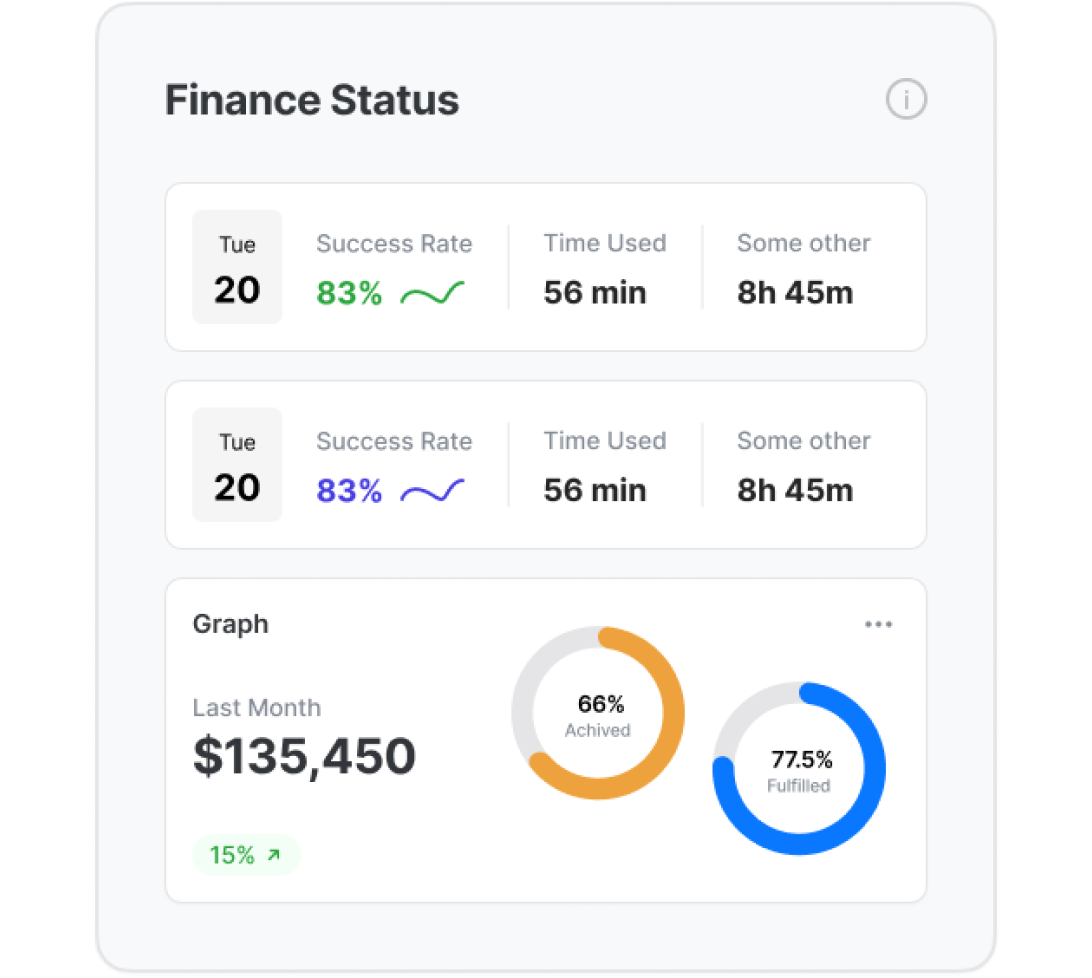 Finance Status
i
Tue
20
Success Rate
83%
Time Used
56 min
Some other
8h 45m
Tue
20
Success Rate
83%
Time Used
56 min
Some other
8h 45m
Graph
Last Month
$135,450
15%
66%
Achived
77.5%
Fulfilled